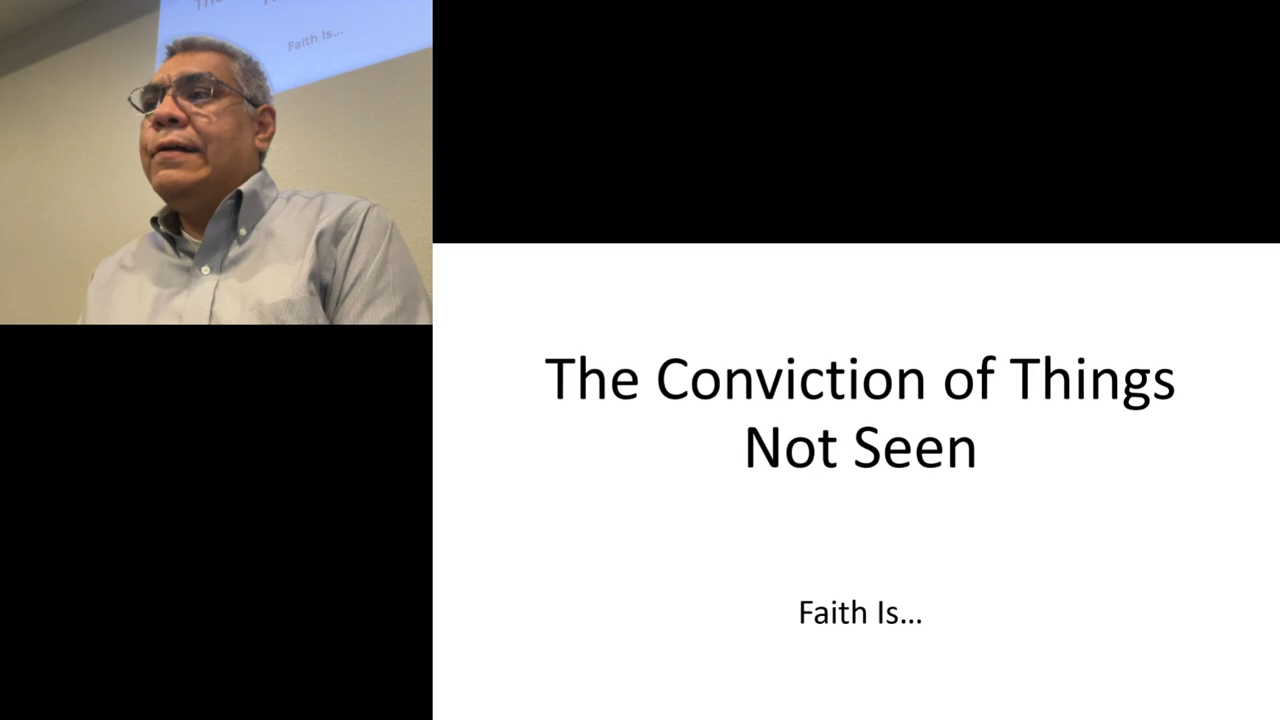 Faith Is...
The Conviction of Things
Not Seen
Faith Is...